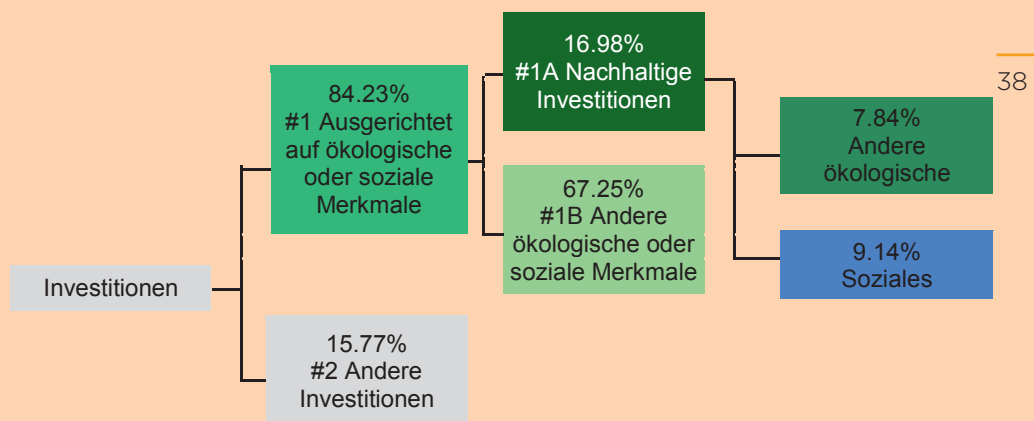 38
Investitionen
84.23%
#1 Ausgerichtet
auf ökologische
oder soziale
Merkmale
15.77%
#2 Andere
Investitionen
16.98%
#1A Nachhaltige
Investitionen
67.25%
#1B Andere
ökologische oder
soziale Merkmale
7.84%
Andere
ökologische
9.14%
Soziales